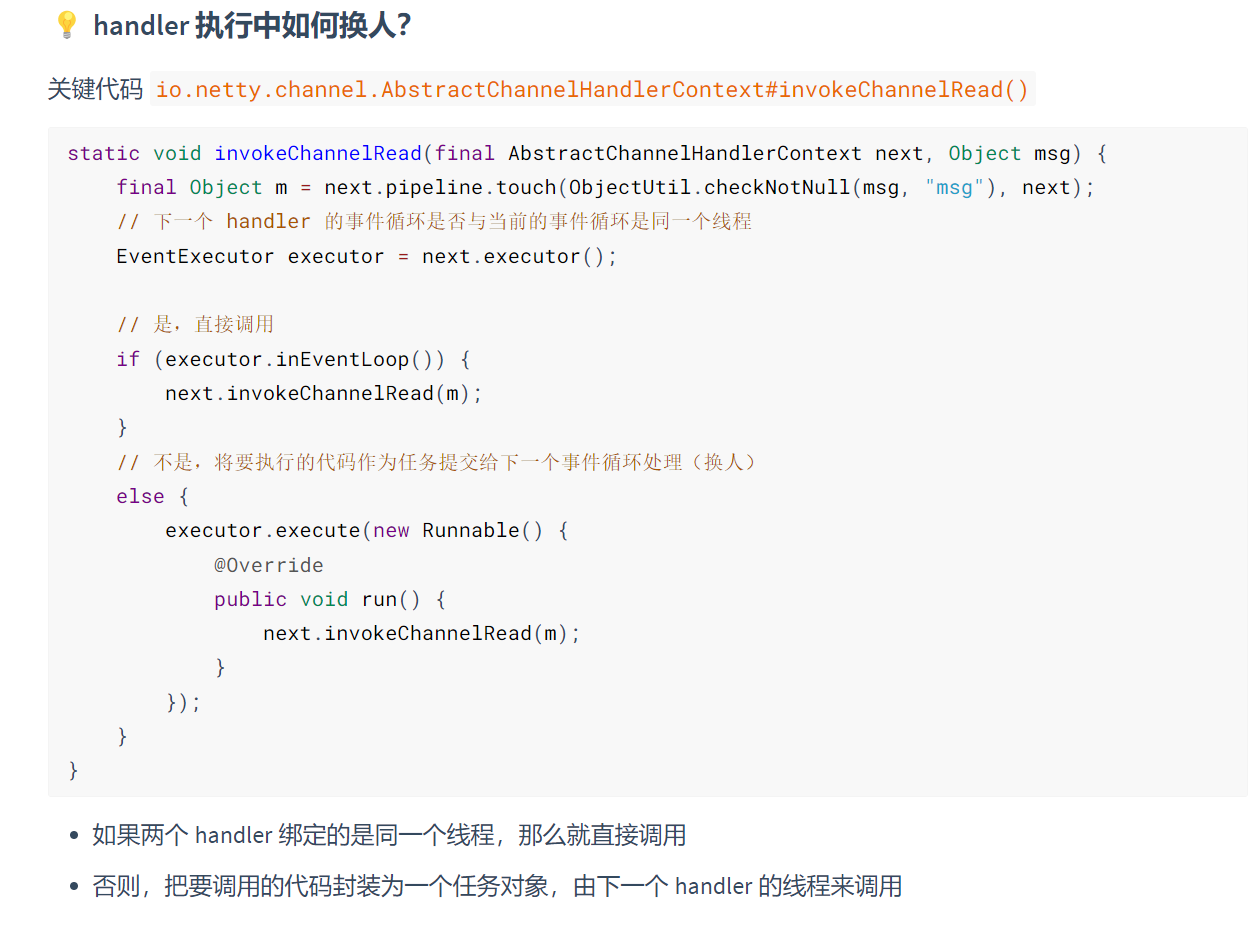 💡 handler 执行中如何换人？
关键代码 io.netty.channel.AbstractChannelHandlerContext#invokeChannelRead()
static void invokeChannelRead(final AbstractChannelHandlerContext next, Object msg) {
    final Object m = next.pipeline.touch(ObjectUtil.checkNotNull(msg, "msg"), next);
    // 下一个 handler 的事件循环是否与当前的事件循环是同一个线程
    EventExecutor executor = next.executor();
    // 是，直接调用
    if (executor.inEventLoop()) {
        next.invokeChannelRead(m);
    }
    // 不是，将要执行的代码作为任务提交给下一个事件循环处理（换人）
    else {
        executor.execute(new Runnable() {
            @Override
            public void run() {
                next.invokeChannelRead(m);
            }
        });
    }
}
• 如果两个 handler 绑定的是同一个线程，那么就直接调用
• 否则，把要调用的代码封装为一个任务对象，由下一个 handler 的线程来调用